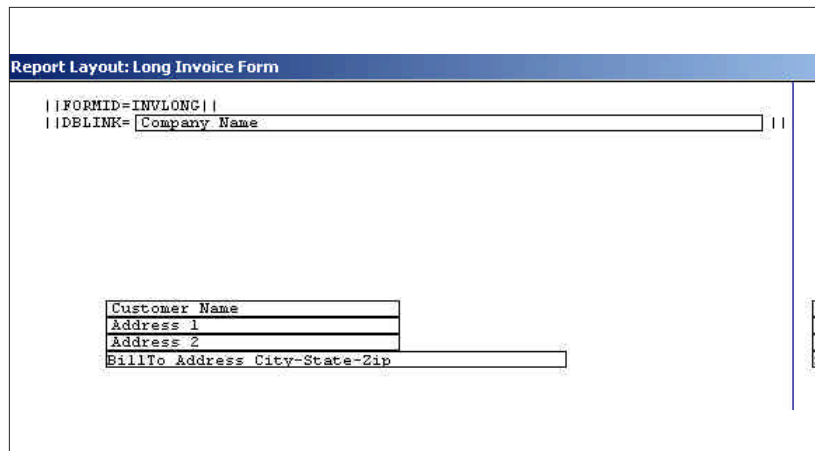 Report Layout: Long Invoice Form
||FORMID=INVLONG||
||DBLINK= Company Name ||
Customer Name
Address 1
Address 2
BillTo Address City-State-Zip